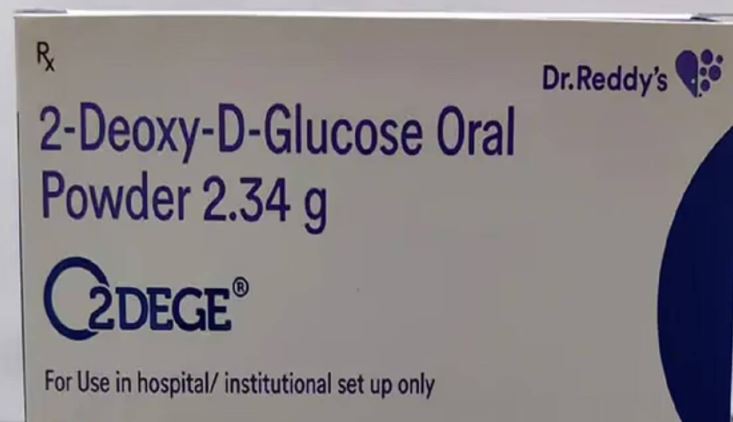 Rx
Dr.Reddy's
2-Deoxy-D-Glucose Oral
Powder 2.34 g
2DEGE®
For Use in hospital/ institutional set up only